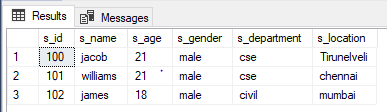 Results Messages
s_id s_name s_age s_gender s_department s_location
1 100 jacob 21 male cse Tirunelveli
2 101 williams 21 male cse chennai
3 102 james 18 male civil mumbai